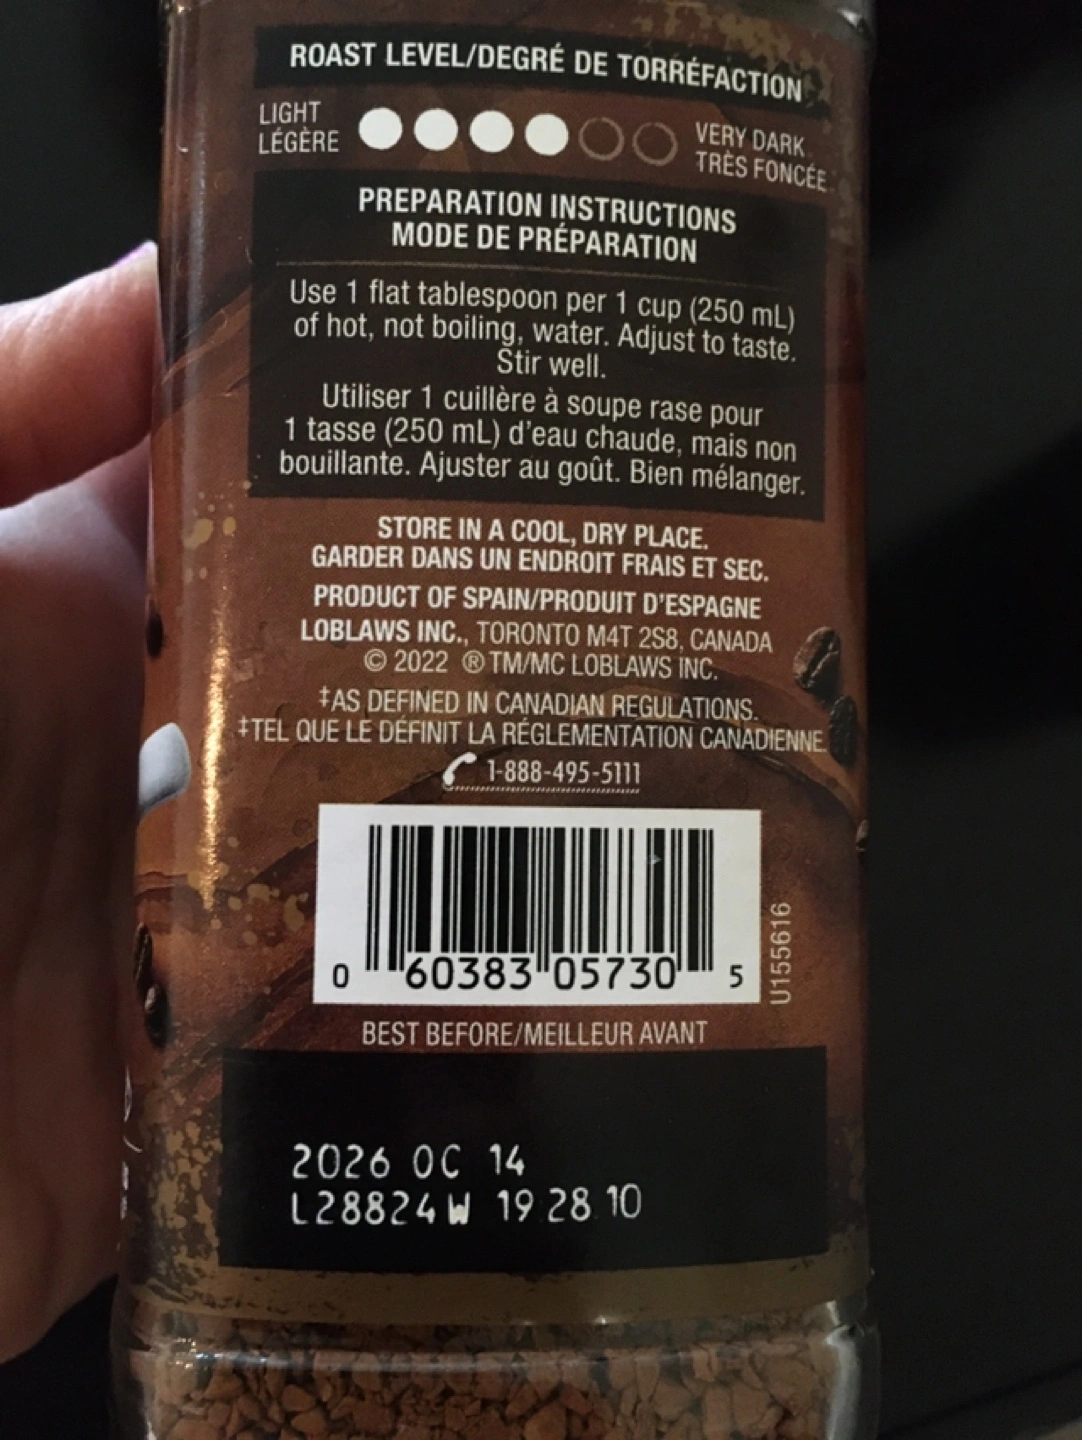 ROAST LEVEL/DEGRÉ DE TORRÉFACTION
LIGHT
LÉGÈRE
VERY DARK
TRÈS FONCÉE
PREPARATION INSTRUCTIONS
MODE DE PRÉPARATION
Use 1 flat tablespoon per 1 cup (250 mL)
of hot, not boiling, water. Adjust to taste.
Stir well.
Utiliser 1 cuillère à soupe rase pour
1 tasse (250 mL) d'eau chaude, mais non
bouillante. Ajuster au goût. Bien mélanger.
STORE IN A COOL, DRY PLACE.
GARDER DANS UN ENDROIT FRAIS ET SEC.
PRODUCT OF SPAIN/PRODUIT D'ESPAGNE
LOBLAWS INC., TORONTO M4T 2S8, CANADA
© 2022 ® TM/MC LOBLAWS INC.
‡AS DEFINED IN CANADIAN REGULATIONS.
‡TEL QUE LE DÉFINIT LA RÉGLEMENTATION CANADIENNE.
1-888-495-5111
0 60383 05730 5
U155616
BEST BEFORE/MEILLEUR AVANT
2026 OC 14
L28824W 19 28 10